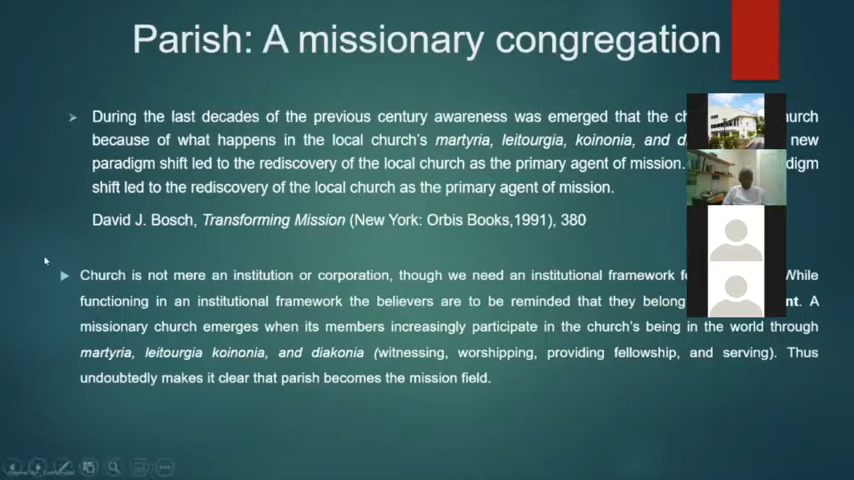 Parish: A missionary congregation
During the last decades of the previous century awareness was emerged that the
because of what happens in the local church's martyria, leitourgia, koinonia, and new
paradigm shift led to the rediscovery of the local church as the primary agent of mission.
shift led to the rediscovery of the local church as the primary agent of mission.
David J. Bosch, Transforming Mission (New York: Orbis Books,1991), 380
Church is not mere an institution or corporation, though we need an institutional framework While
functioning in an institutional framework the believers are to be reminded that they belong A
missionary church emerges when its members increasingly participate in the church's being in the world through
martyria, leitourgia koinonia, and diakonia (witnessing, worshipping, providing fellowship, and serving). Thus
undoubtedly makes it clear that parish becomes the mission field.